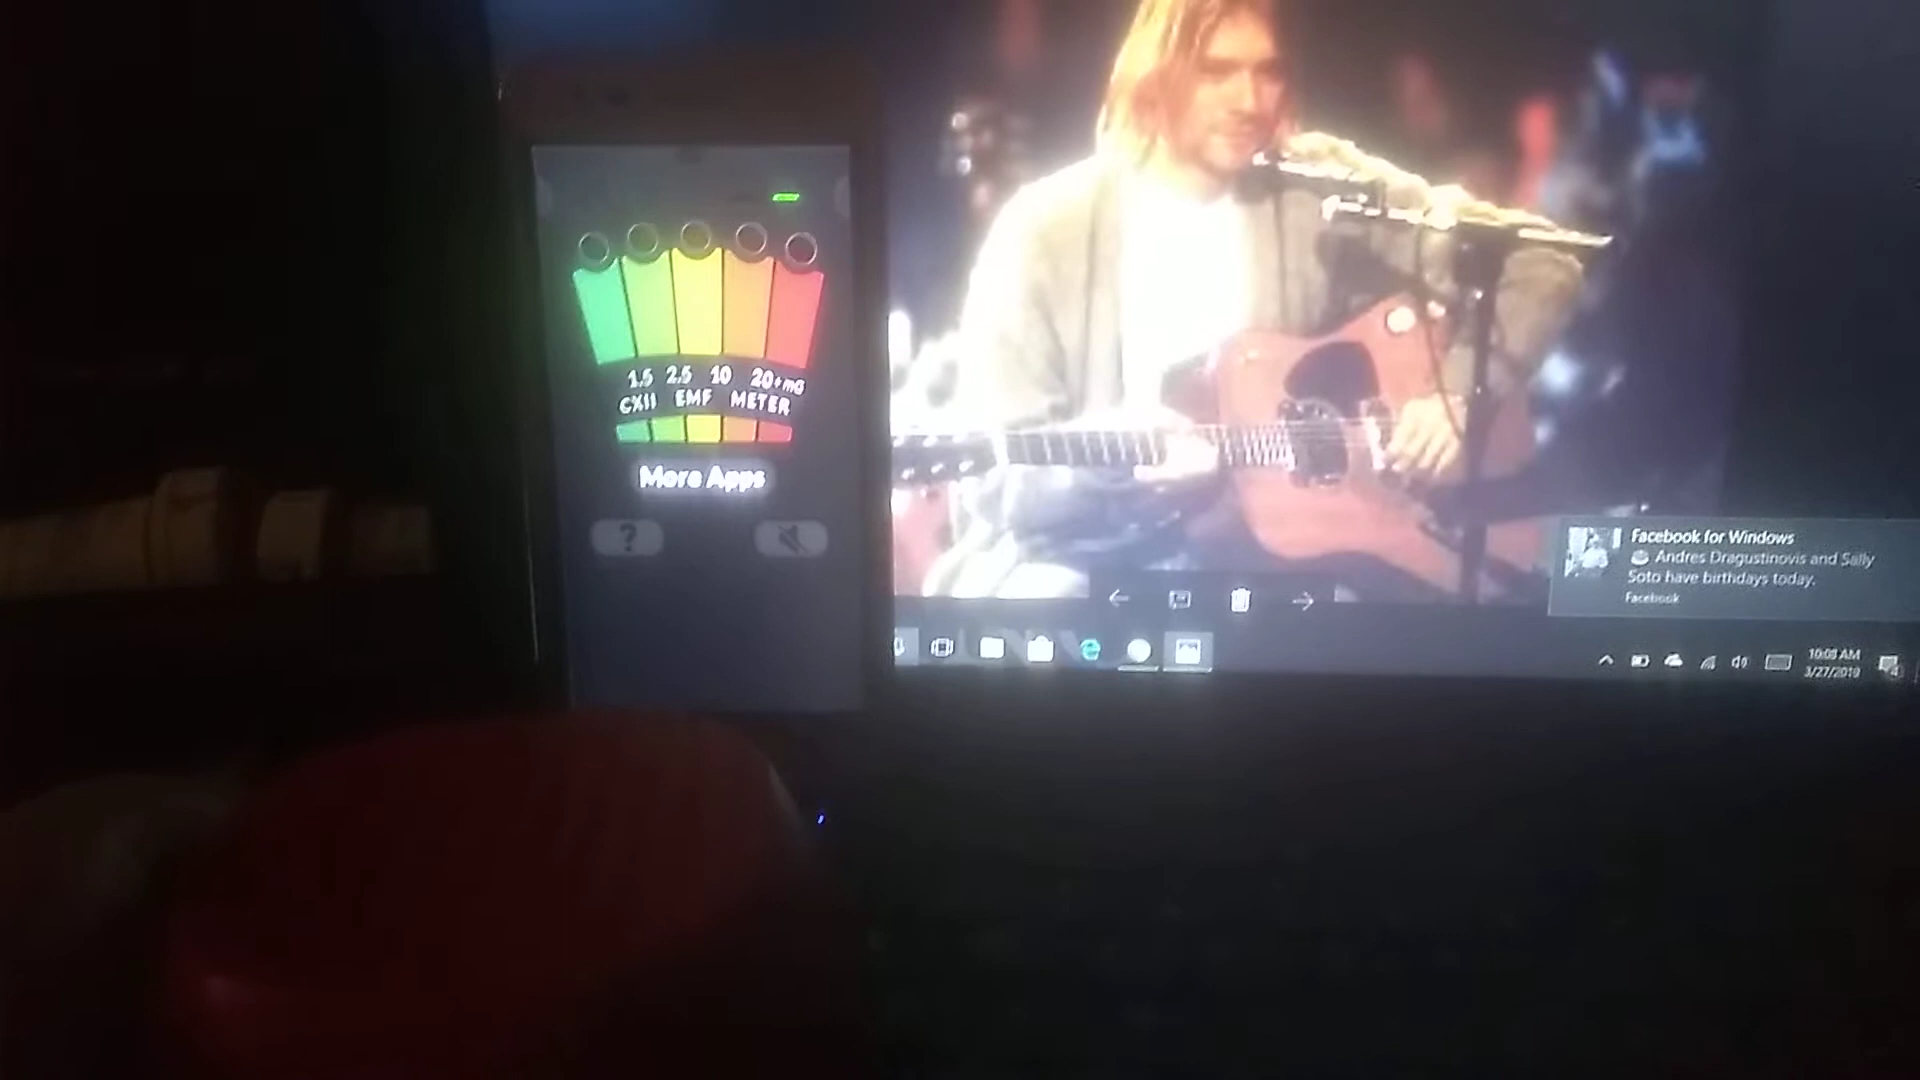 1.5 2.5 10 20+mG
CXII EMF METER
More Apps
?
Facebook for Windows
Andres Dragustinovis and Sally
Soto have birthdays today.
Facebook
10:08 AM
3/27/2019